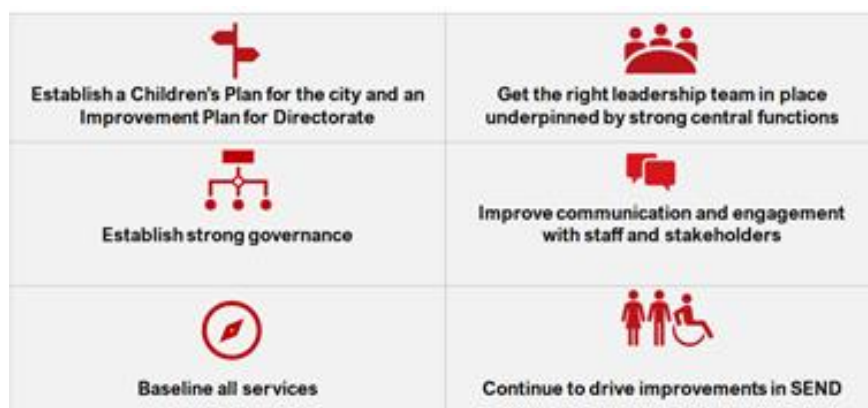 Establish a Children's Plan for the city and an
Improvement Plan for Directorate
Get the right leadership team in place
underpinned by strong central functions
Establish strong governance
Improve communication and engagement
with staff and stakeholders
Baseline all services
Continue to drive improvements in SEND